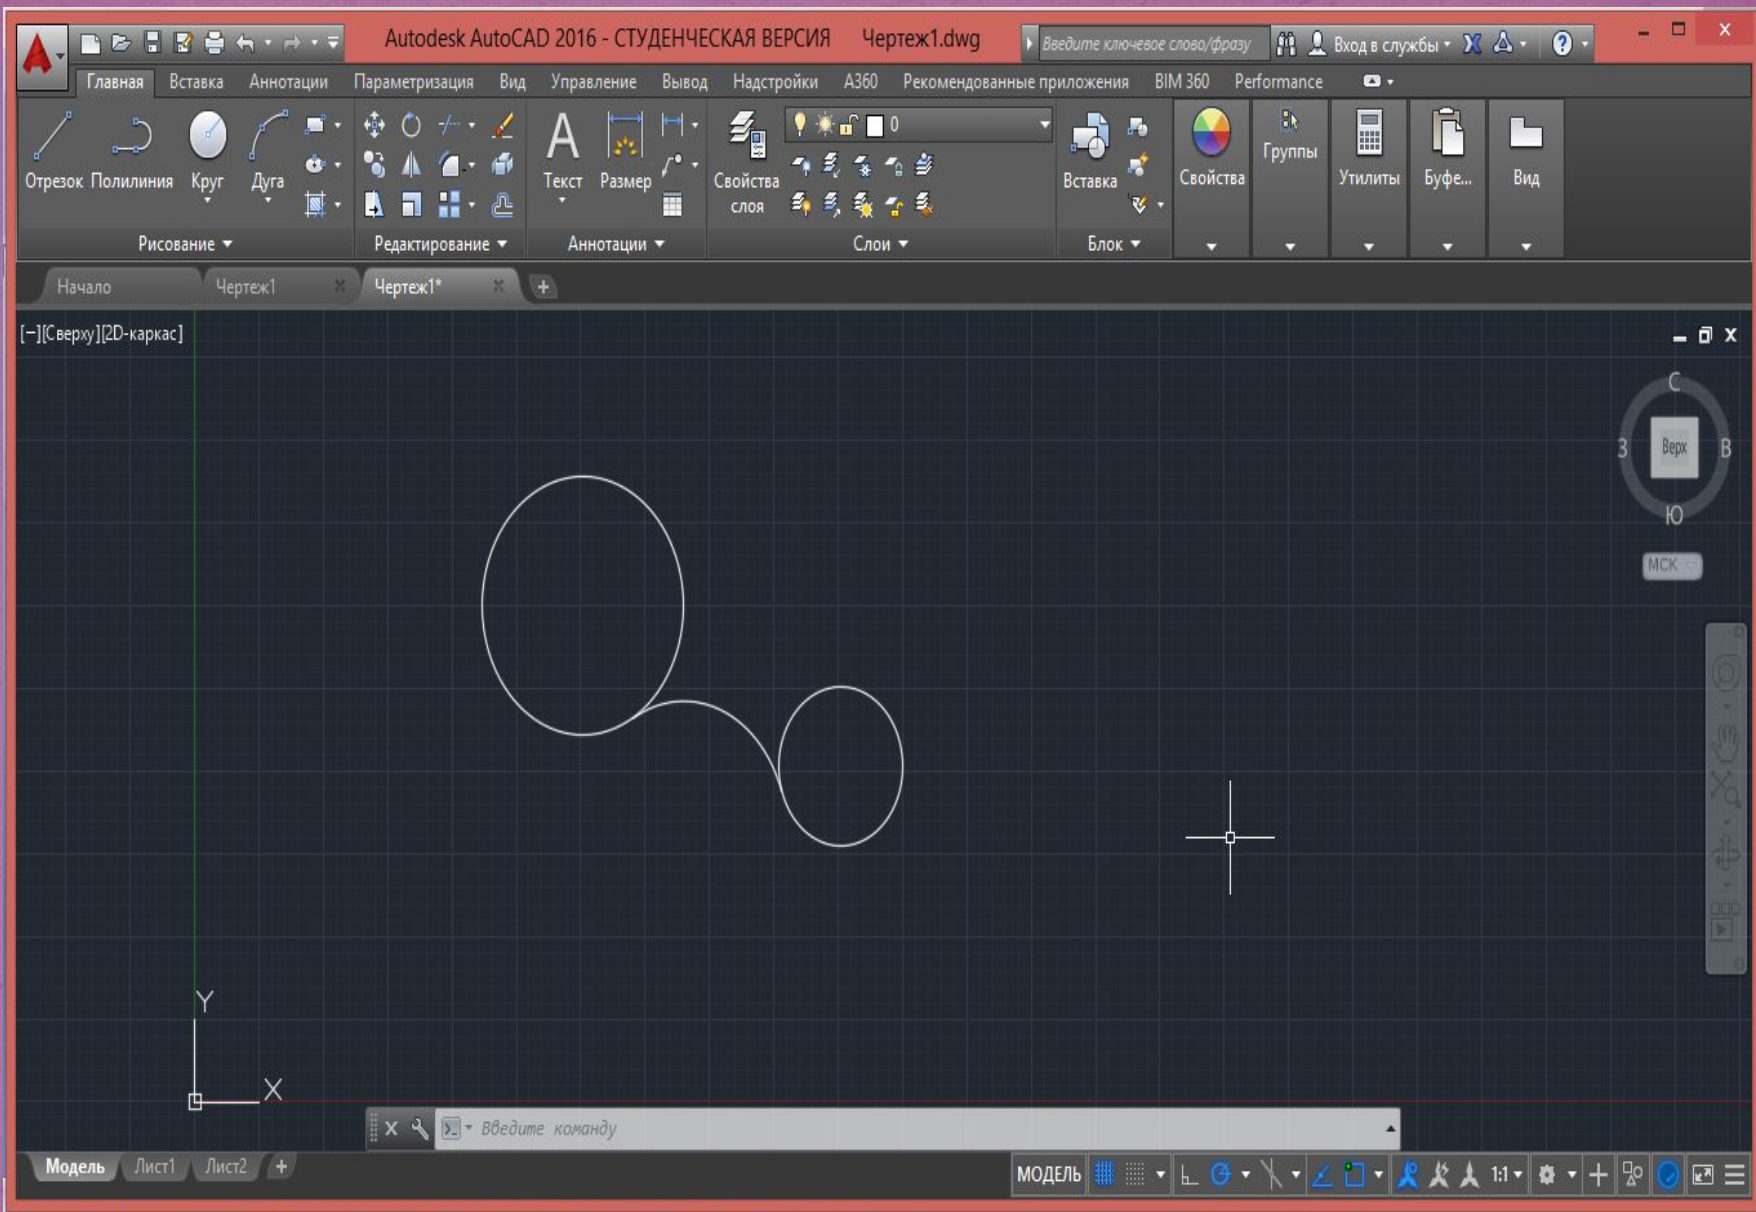 Autodesk AutoCAD 2016 - СТУДЕНЧЕСКАЯ ВЕРСИЯ Чертеж1.dwg
Введите ключевое слово/фразу
Вход в службы
Главная Вставка Аннотации Параметризация Вид Управление Вывод Надстройки A360 Рекомендованные приложения BIM 360 Performance
0
Отрезок Полилиния Круг Дуга
Текст Размер
Свойства слоя
Вставка
Свойства
Группы
Утилиты
Буфе...
Вид
Рисование Редактирование Аннотации Слои Блок
Начало Чертеж1 Чертеж1*
[−][Сверху][2D-каркас]
С
З Верх В
Ю
МСК
Y
X
Введите команду
Модель Лист1 Лист2
МОДЕЛЬ 1:1